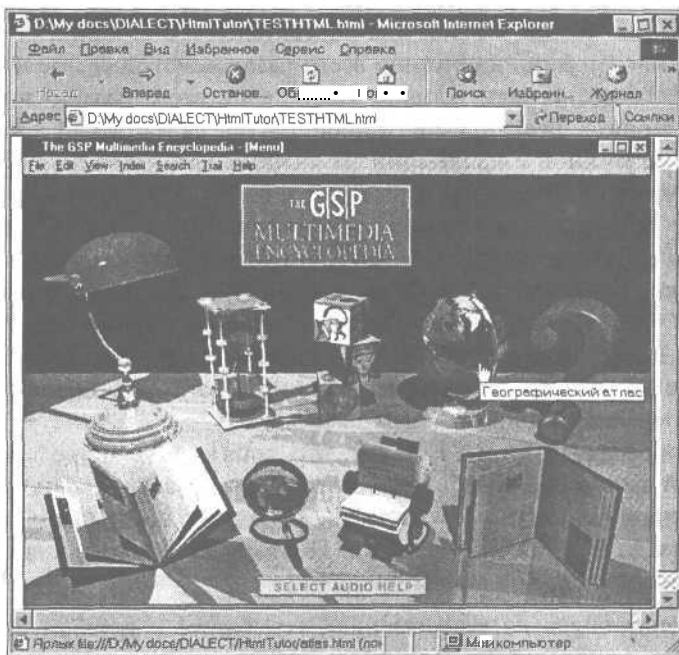 D:\My docs\DIALECT\HtmlTutor\TESTHTML.html - Microsoft Internet Explorer
Файл Правка Вид Избранное Сервис Справка
Назад Вперед Останов... Поиск Избранн... Журнал
Адрес D:\My docs\DIALECT\HtmlTutor\TESTHTML.html Переход Ссылки
The GSP Multimedia Encyclopedia - [Menu]
File Edit View Index Search Trail Help
THE GSP
MULTIMEDIA
ENCYCLOPEDIA
Географический атлас
SELECT AUDIO HELP
Ярлык file:///D:/My docs/DIALECT/HtmlTutor/atlas.html (лок Мой компьютер